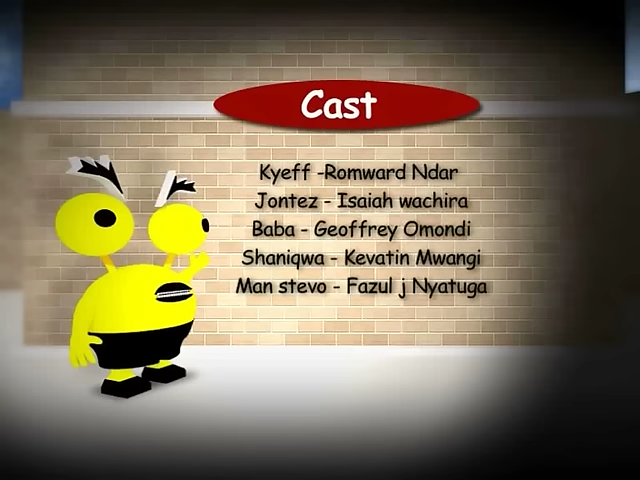 Cast
Kyeff -Romward Ndar
Jontez - Isaiah wachira
Baba - Geoffrey Omondi
Shaniqwa - Kevatin Mwangi
Man stevo - Fazul j Nyatuga